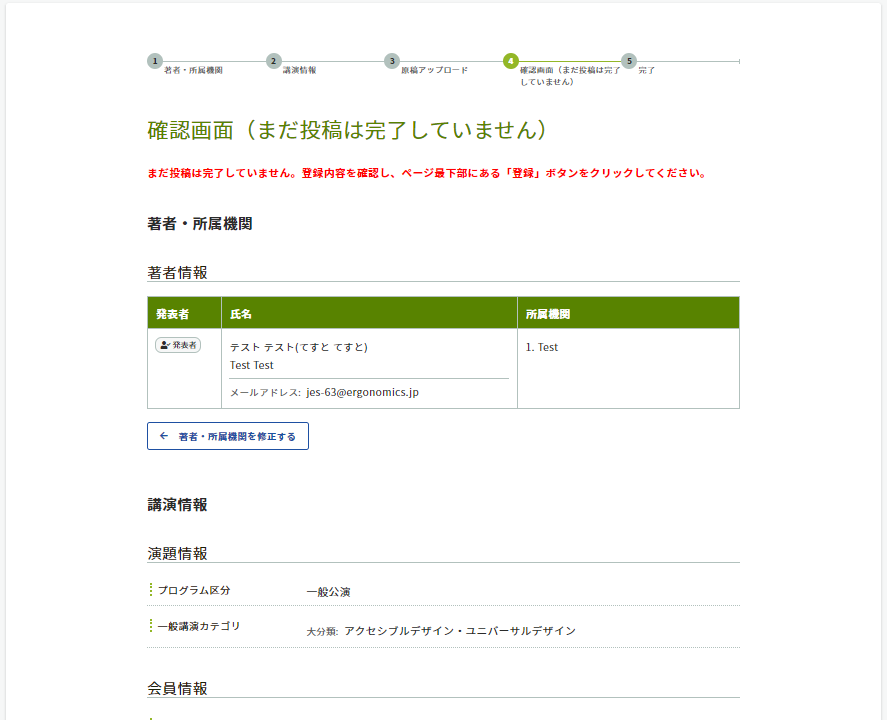 1 著者・所属機関 2 講演情報 3 原稿アップロード 4 確認画面（まだ投稿は完了していません） 5 完了
確認画面（まだ投稿は完了していません）
まだ投稿は完了していません。登録内容を確認し、ページ最下部にある「登録」ボタンをクリックしてください。
著者・所属機関
著者情報
発表者 氏名 所属機関
発表者 テスト テスト(てすと てすと) 1. Test
Test Test
メールアドレス: jes-63@ergonomics.jp
← 著者・所属機関を修正する
講演情報
演題情報
プログラム区分 一般公演
一般講演カテゴリ 大分類: アクセシブルデザイン・ユニバーサルデザイン
会員情報